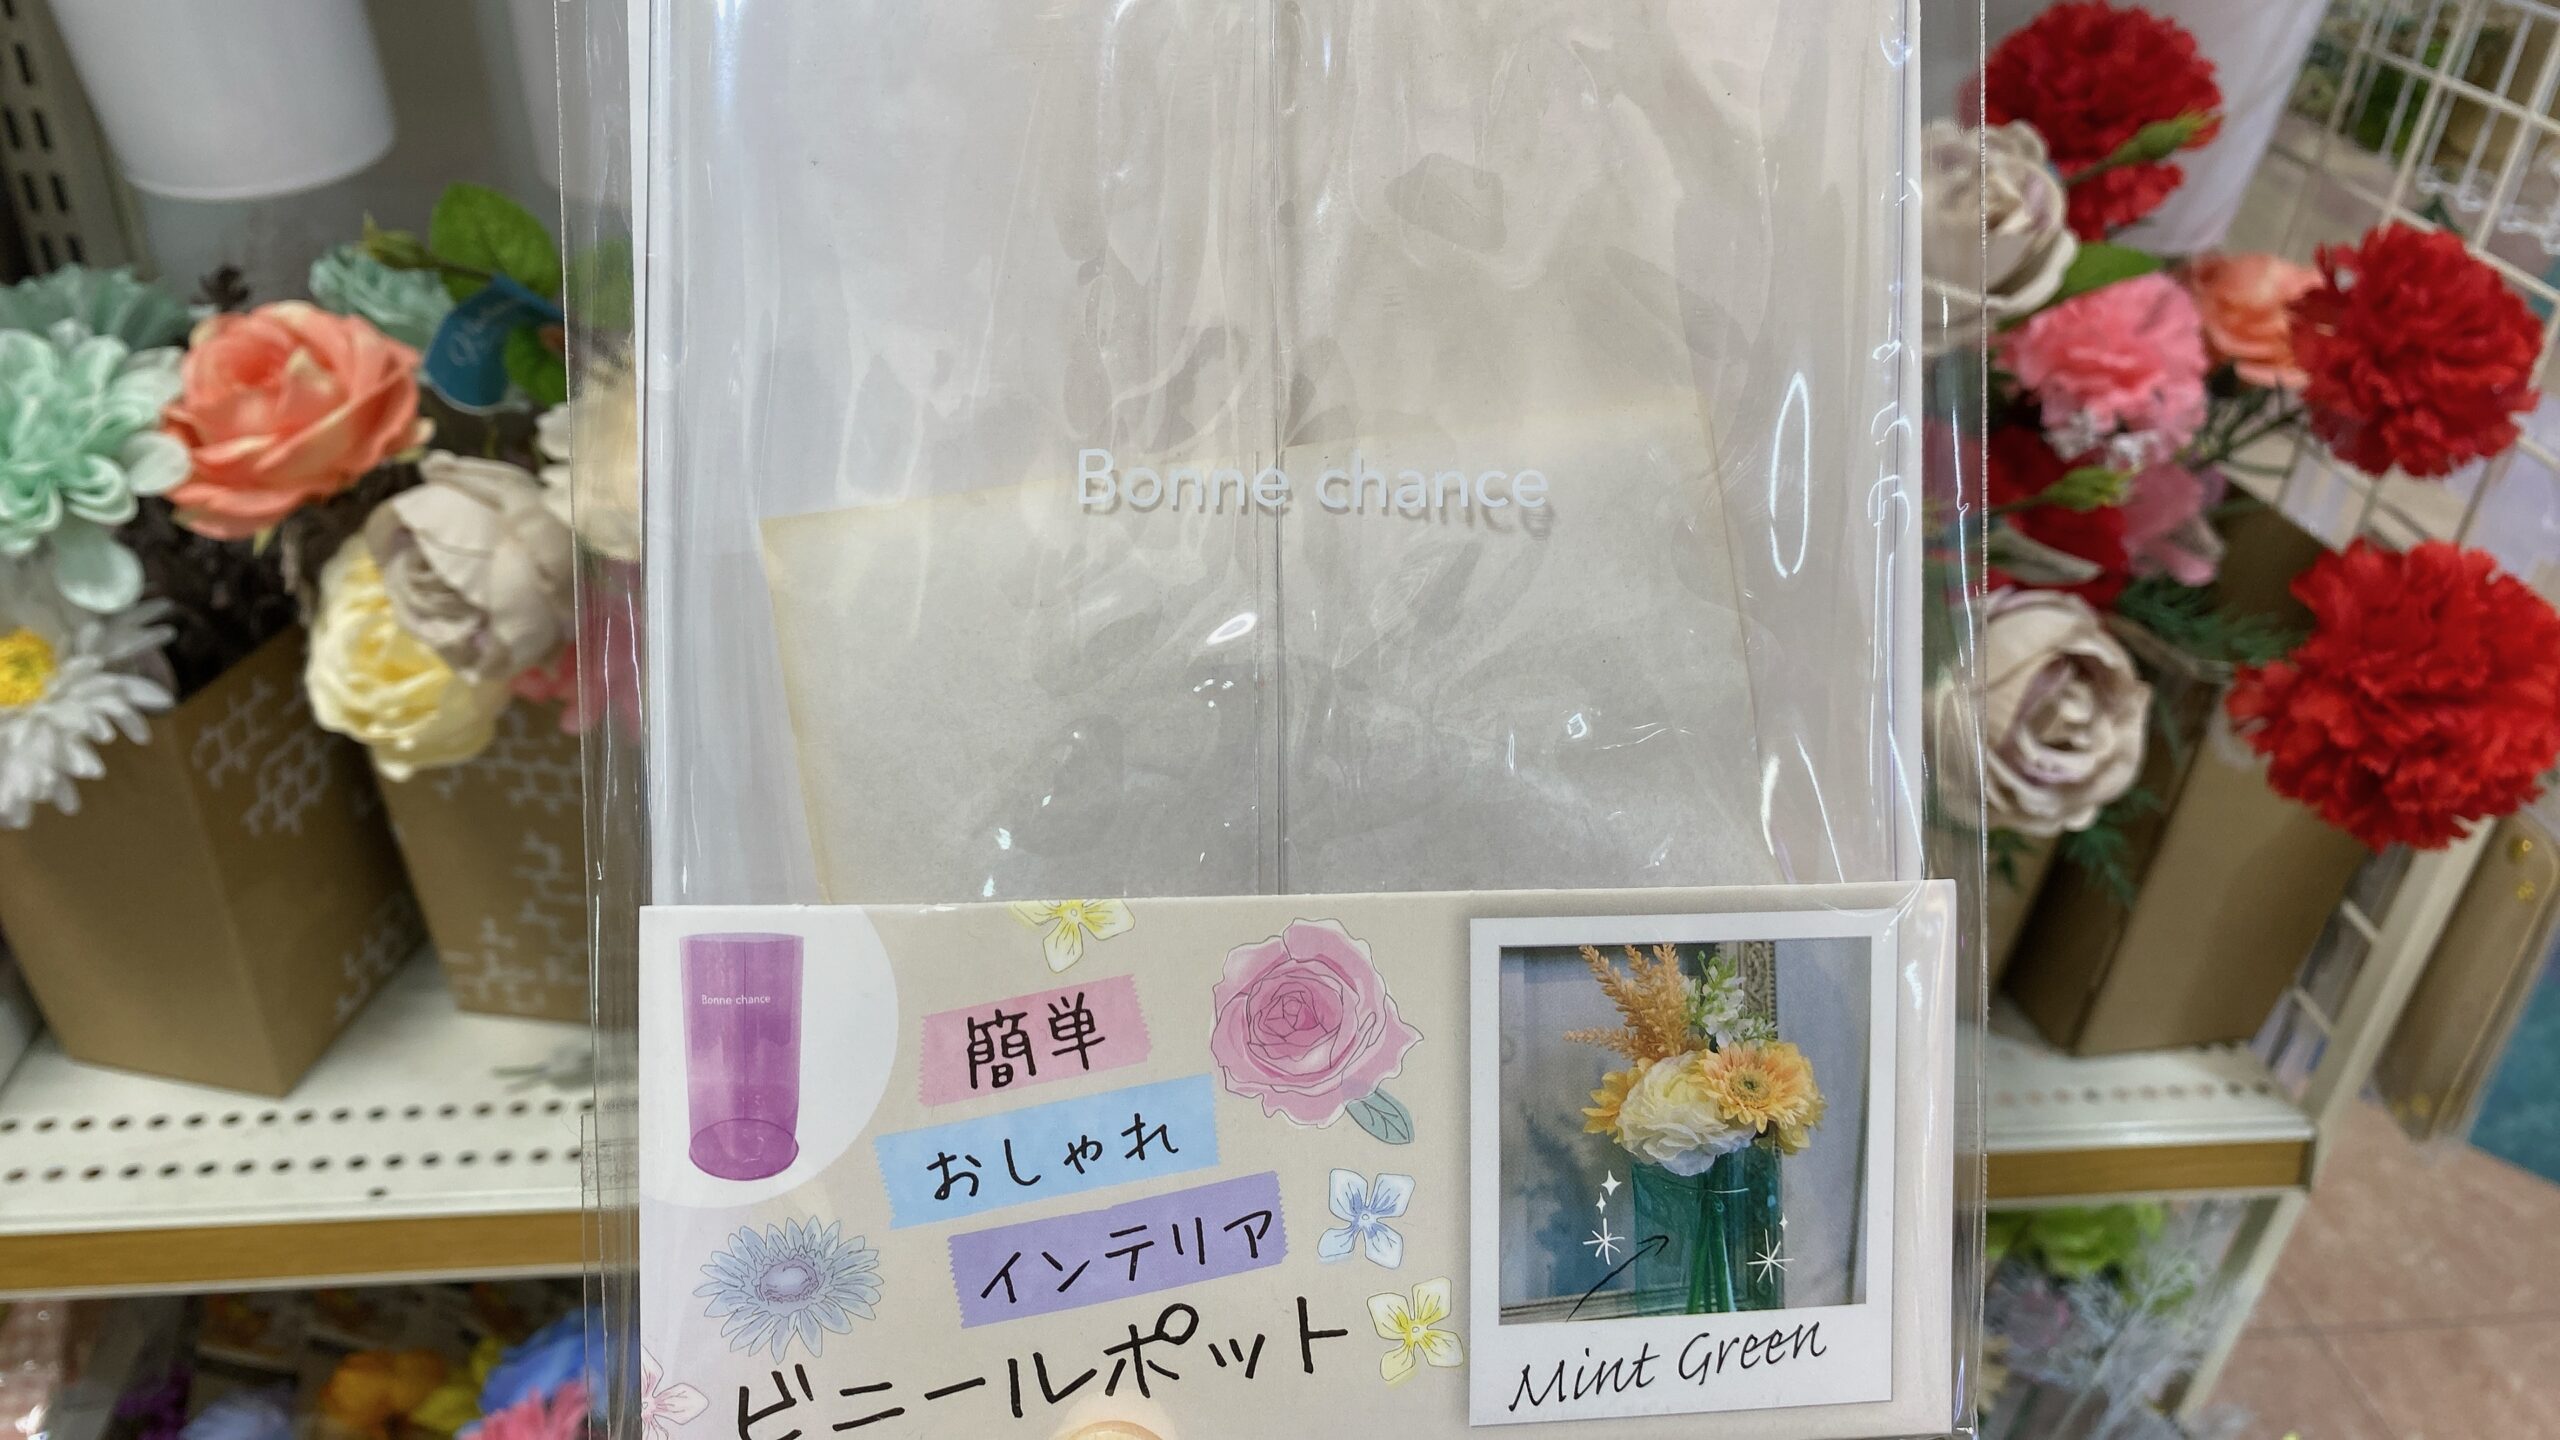 Bonne chance
Bonne chance
簡単
おしゃれ
インテリア
ビニールポット
Mint Green